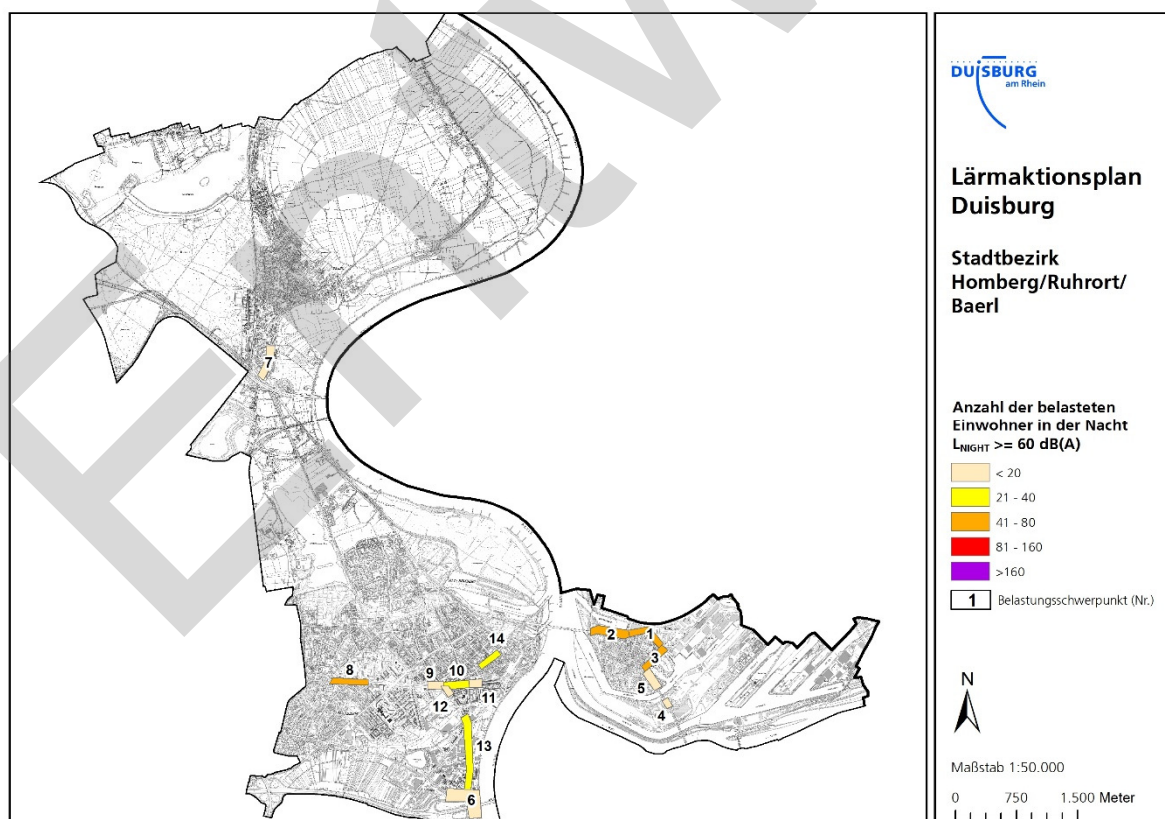 Entw
DUISBURG
am Rhein
Lärmaktionsplan
Duisburg
Stadtbezirk
Homberg/Ruhrort/
Baerl
Anzahl der belasteten
Einwohner in der Nacht
LNIGHT >= 60 dB(A)
< 20
21 - 40
41 - 80
81 - 160
>160
1 Belastungsschwerpunkt (Nr.)
N
Maßstab 1:50.000
0 750 1.500 Meter
7
14
2
1
3
8
9
10
5
11
12
4
13
6